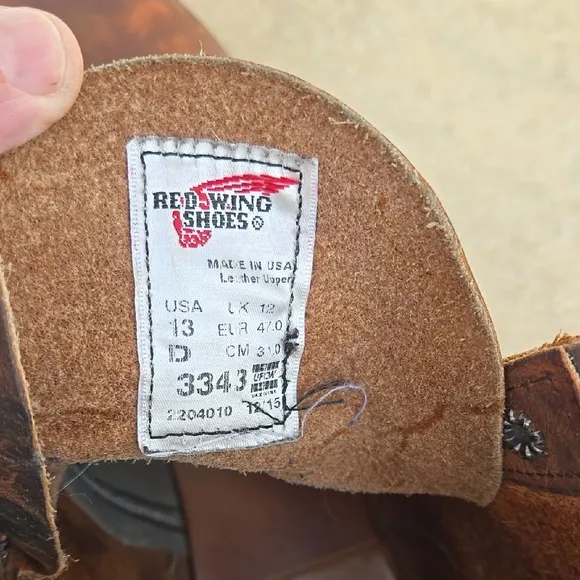 RED WING
SHOES®
MADE IN USA
Leather Upper
USA UK 12
13 EUR 47.0
D CM 31.0
3343
2204010 12/15